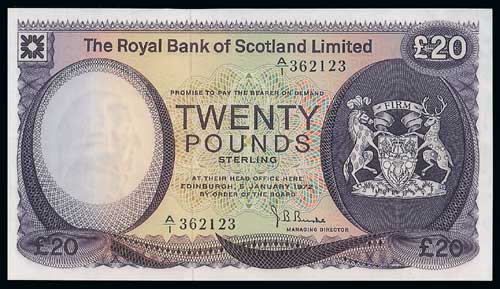 The Royal Bank of Scotland Limited
£20
A/1 362123
PROMISE TO PAY THE BEARER ON DEMAND
TWENTY
POUNDS
STERLING
FIRM
AT THEIR HEAD OFFICE HERE
EDINBURGH, 5 JANUARY 1972
BY ORDER OF THE BOARD
A/1 362123
MANAGING DIRECTOR
£20
£20